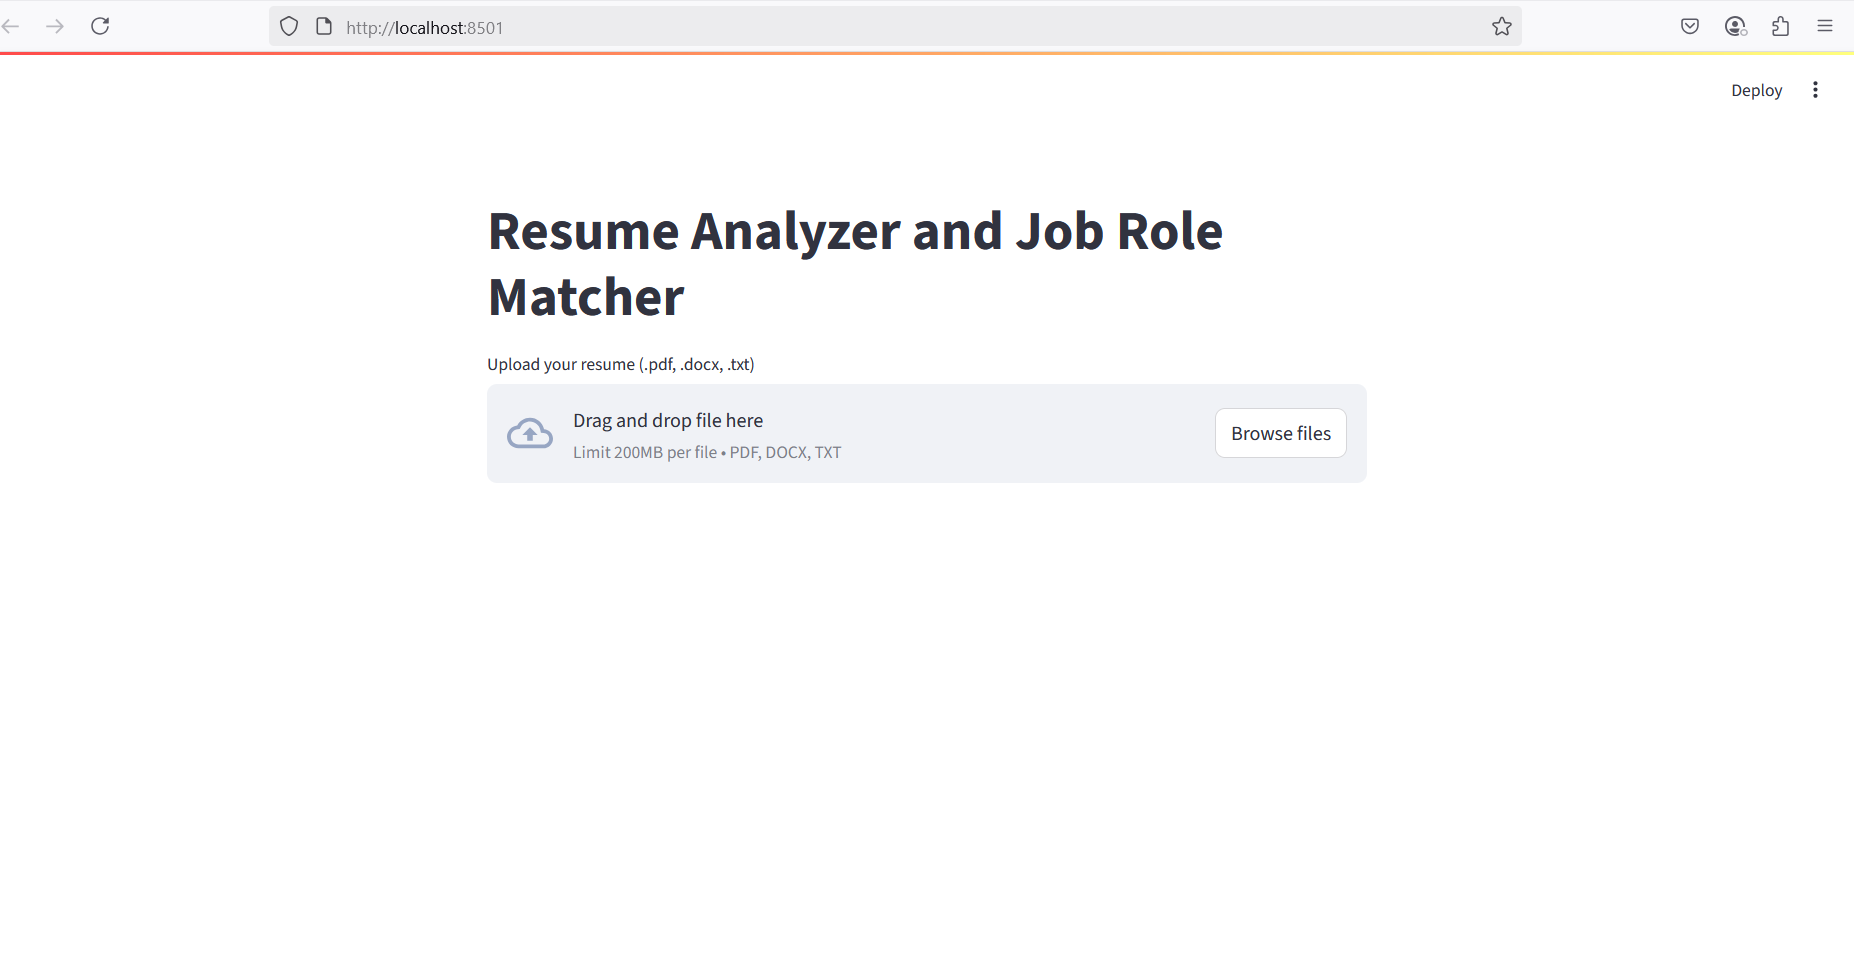 http://localhost:8501
Deploy
Resume Analyzer and Job Role
Matcher
Upload your resume (.pdf, .docx, .txt)
Drag and drop file here
Limit 200MB per file • PDF, DOCX, TXT
Browse files